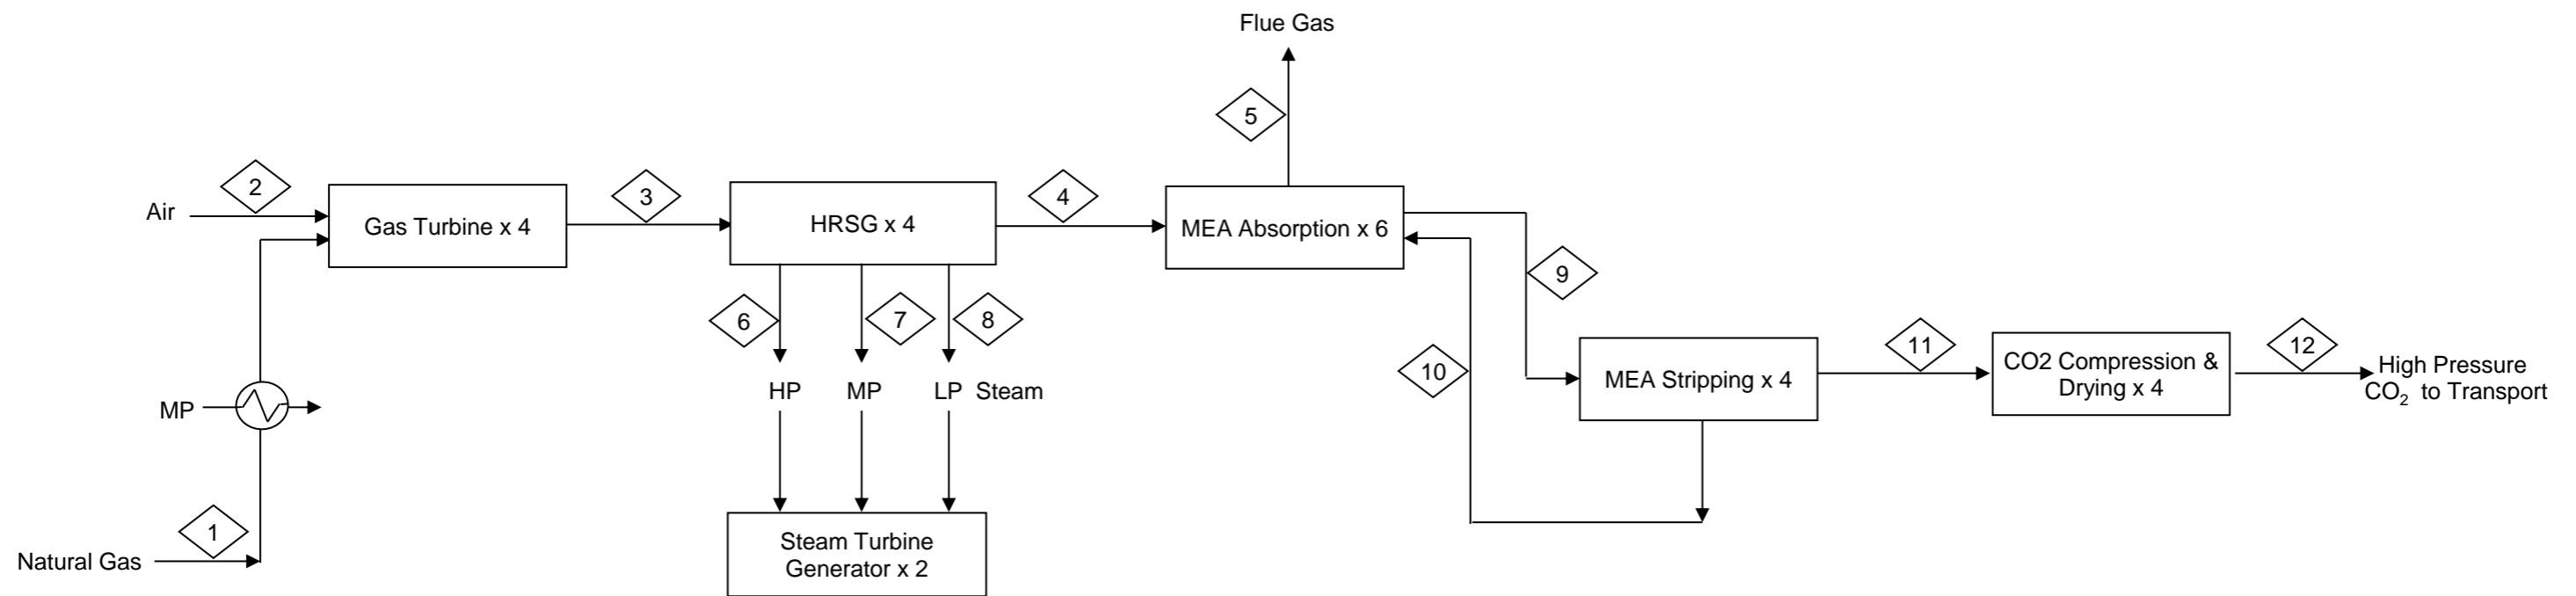 Flue Gas
5
2
3
4
Air
Gas Turbine x 4
HRSG x 4
MEA Absorption x 6
9
6
7
8
10
11
12
MP
HP
MP
LP Steam
MEA Stripping x 4
CO2 Compression &
Drying x 4
High Pressure
CO₂ to Transport
1
Natural Gas
Steam Turbine
Generator x 2